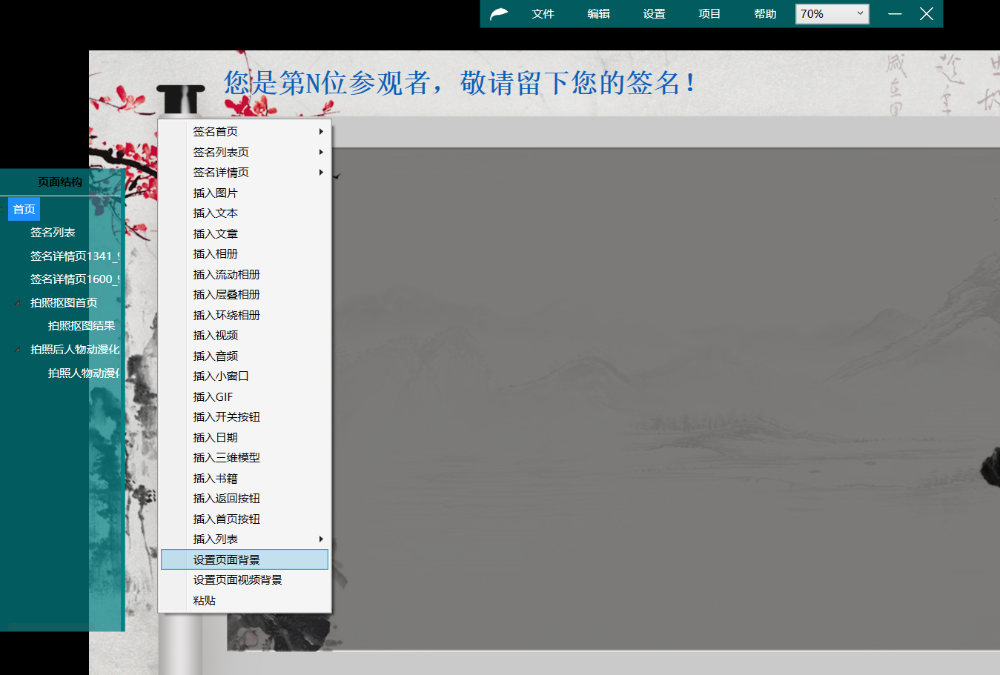 文件 编辑 设置 项目 帮助 70%
您是第N位参观者，敬请留下您的签名！
签名首页
签名列表页
签名详情页
插入图片
插入文本
插入文章
插入相册
插入流动相册
插入层叠相册
插入环绕相册
插入视频
插入音频
插入小窗口
插入GIF
插入开关按钮
插入日期
插入三维模型
插入书籍
插入返回按钮
插入首页按钮
插入列表
设置页面背景
设置页面视频背景
粘贴
页面结构
首页
签名列表
签名详情页1341_9
签名详情页1600_9
拍照抠图首页
拍照抠图结果
拍照后人物动漫化
拍照人物动漫